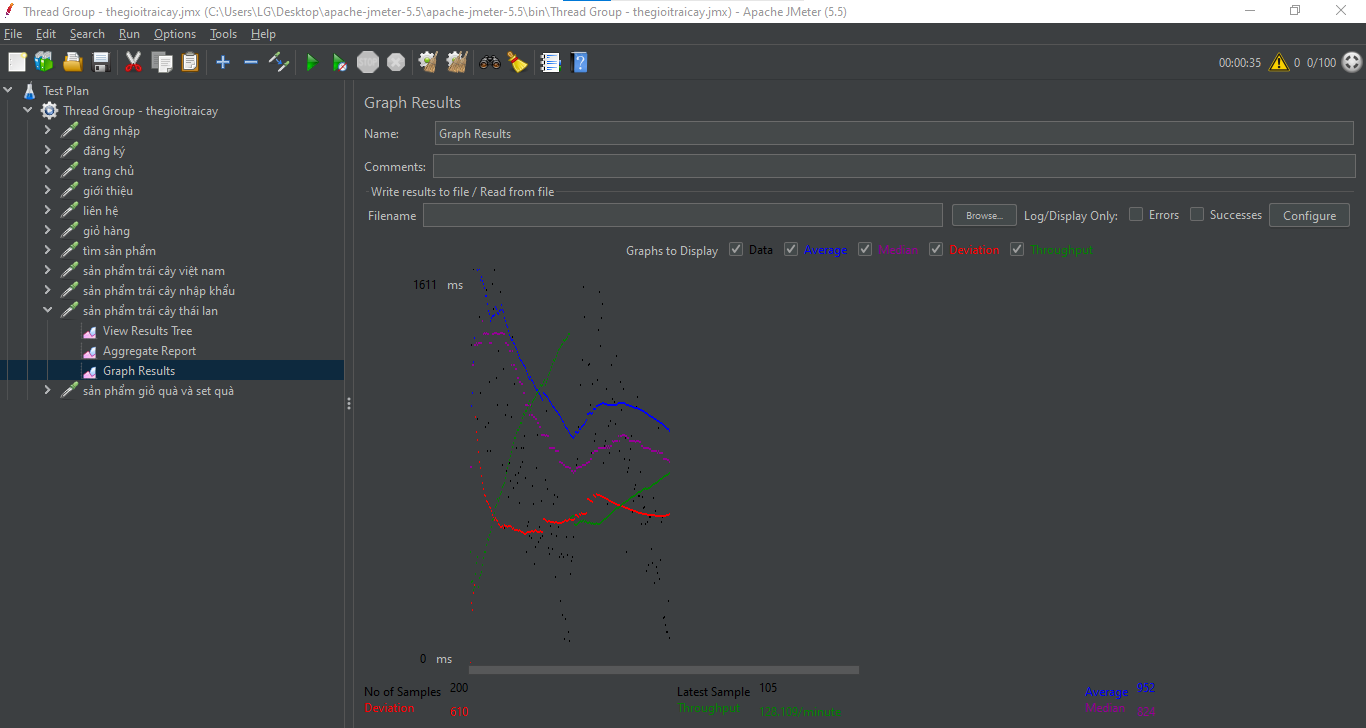 Thread Group - thegioitraicay.jmx (C:\Users\LG\Desktop\apache-jmeter-5.5\apache-jmeter-5.5\bin\Thread Group - thegioitraicay.jmx) - Apache JMeter (5.5)
File Edit Search Run Options Tools Help
STOP 00:00:35 0 0/100
Test Plan
Thread Group - thegioitraicay
đăng nhập
đăng ký
trang chủ
giới thiệu
liên hệ
giỏ hàng
tìm sản phẩm
sản phẩm trái cây việt nam
sản phẩm trái cây nhập khẩu
sản phẩm trái cây thái lan
View Results Tree
Aggregate Report
Graph Results
sản phẩm giỏ quà và set quà
Graph Results
Name: Graph Results
Comments:
Write results to file / Read from file
Filename Browse... Log/Display Only: Errors Successes Configure
Graphs to Display Data Average Median Deviation Throughput
1611 ms
0 ms
No of Samples 200 Latest Sample 105 Average 952
Deviation 610 Throughput 123.109/minute Median